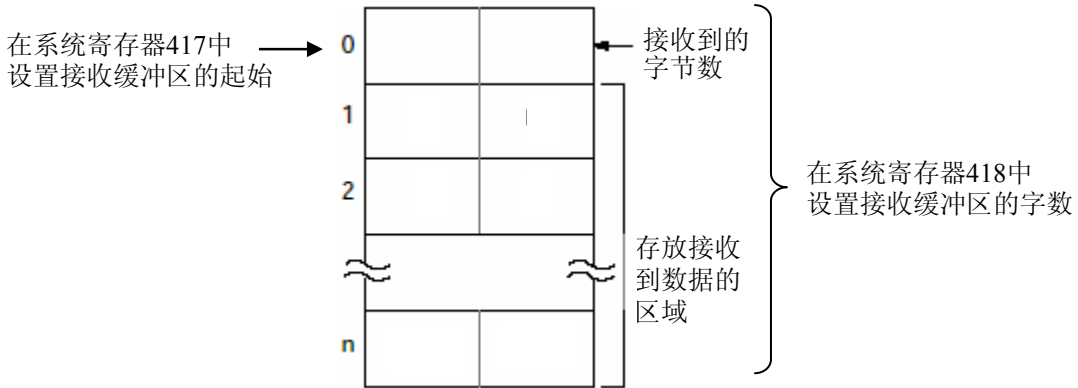 在系统寄存器417中
设置接收缓冲区的起始
0
接收到的
字节数
1
2
在系统寄存器418中
设置接收缓冲区的字数
存放接收
到数据的
区域
n